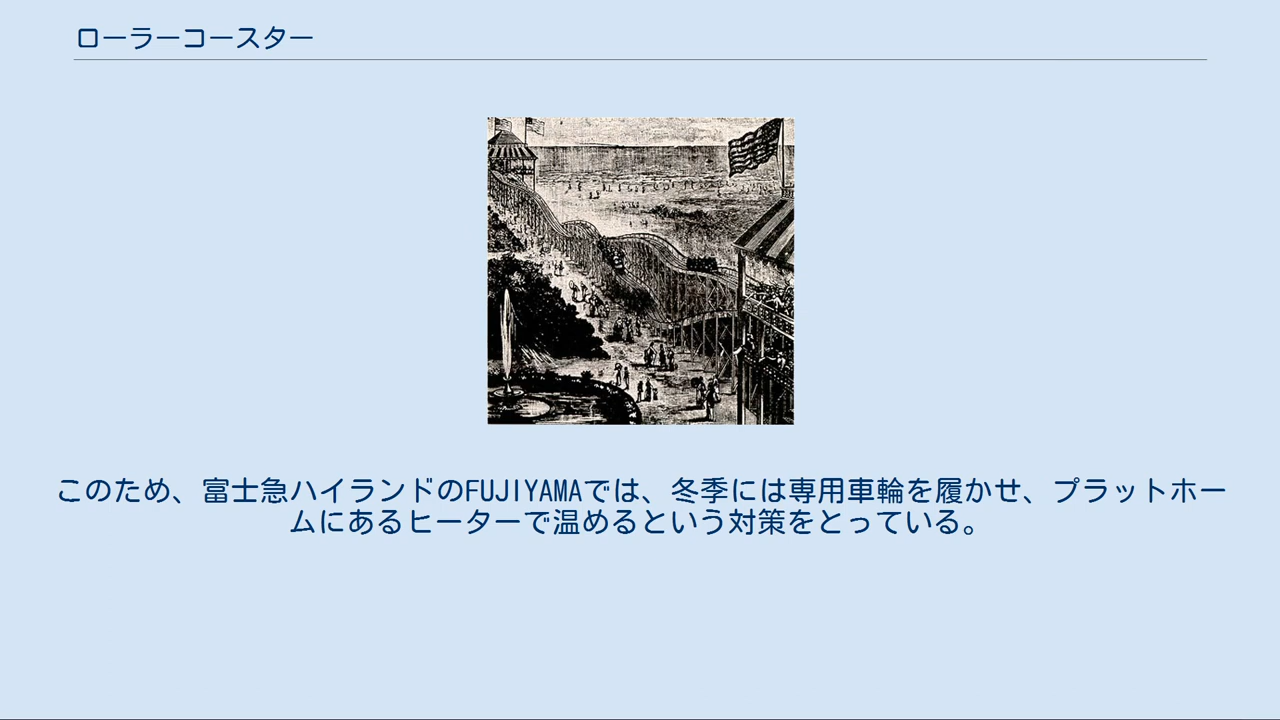 ローラーコースター
このため、富士急ハイランドのFUJIYAMAでは、冬季には専用車輪を履かせ、プラットホー
ムにあるヒーターで温めるという対策をとっている。